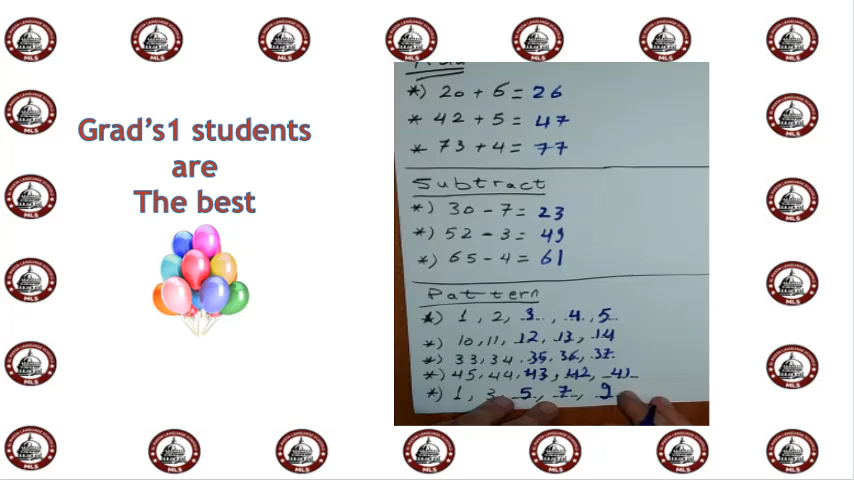 Grad's1 students
are
The best
*) 20 + 6 = 26
* 42 + 5 = 47
* 73 + 4 = 77
Subtract
*) 30 - 7 = 23
*) 52 - 3 = 49
*) 65 - 4 = 61
Pattern
*) 1, 2, 3, 4, 5
*) 10, 11, 12, 13, 14
*) 33, 34, 35, 36, 37
*) 45, 44, 43, 42, 41
*) 1, 3, 5, 7, 9
MLS